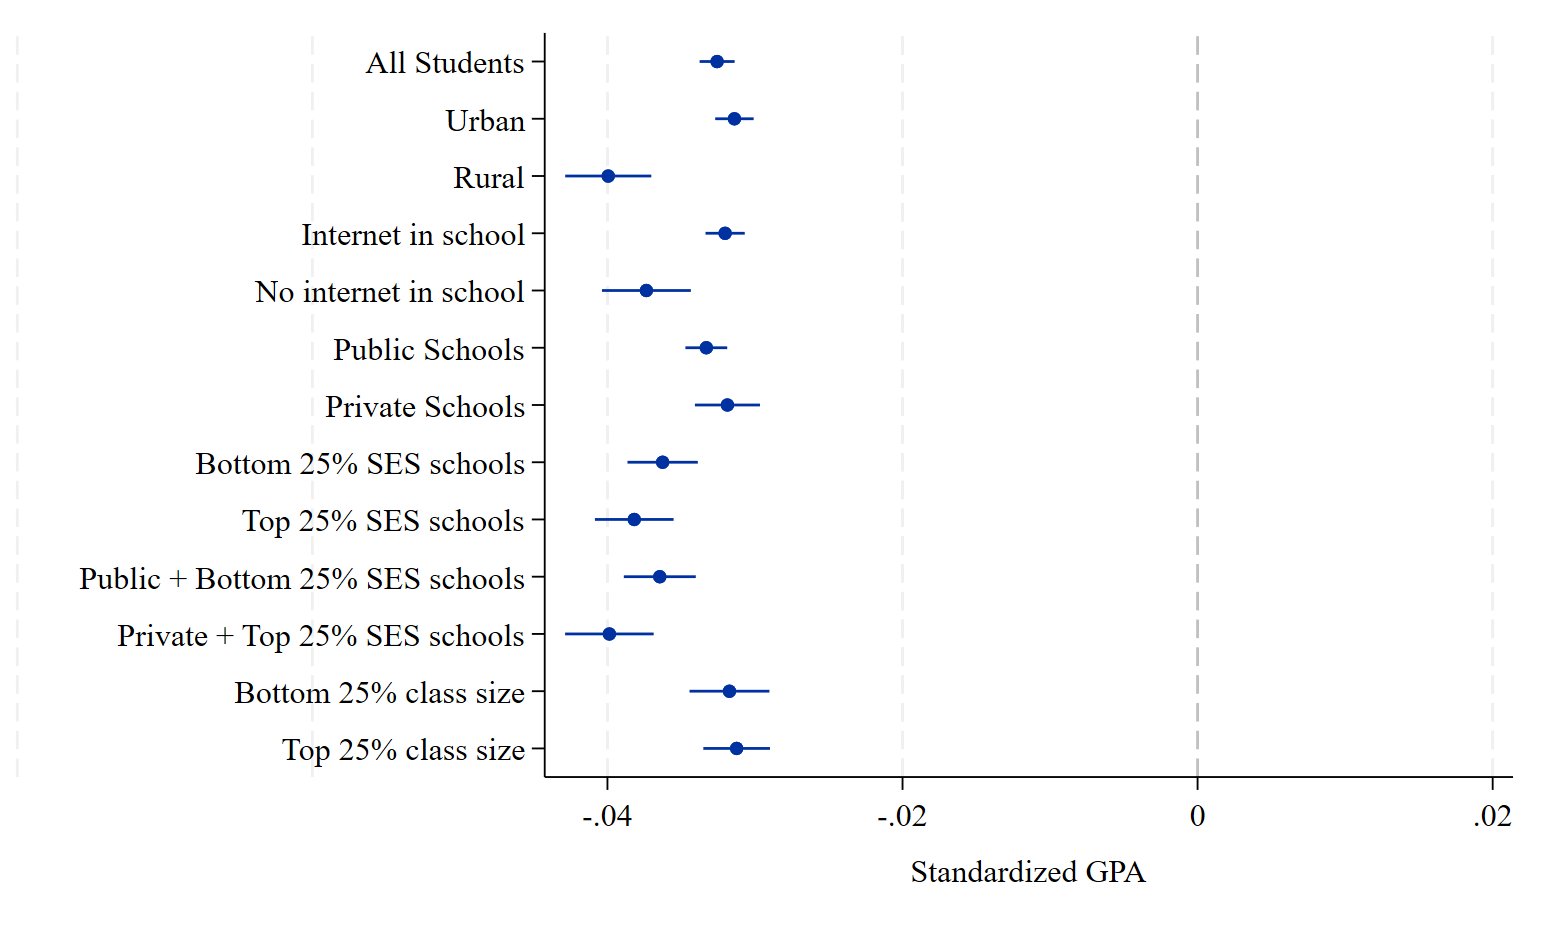 All Students
Urban
Rural
Internet in school
No internet in school
Public Schools
Private Schools
Bottom 25% SES schools
Top 25% SES schools
Public + Bottom 25% SES schools
Private + Top 25% SES schools
Bottom 25% class size
Top 25% class size
-.04 -.02 0 .02
Standardized GPA